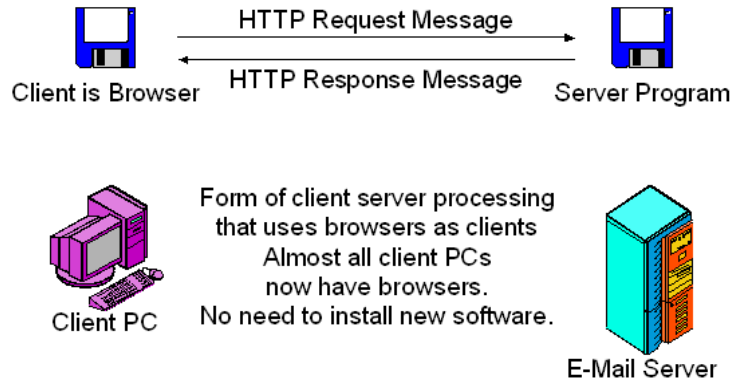 HTTP Request Message
HTTP Response Message
Client is Browser
Server Program
Form of client server processing
that uses browsers as clients
Almost all client PCs
now have browsers.
No need to install new software.
Client PC
E-Mail Server